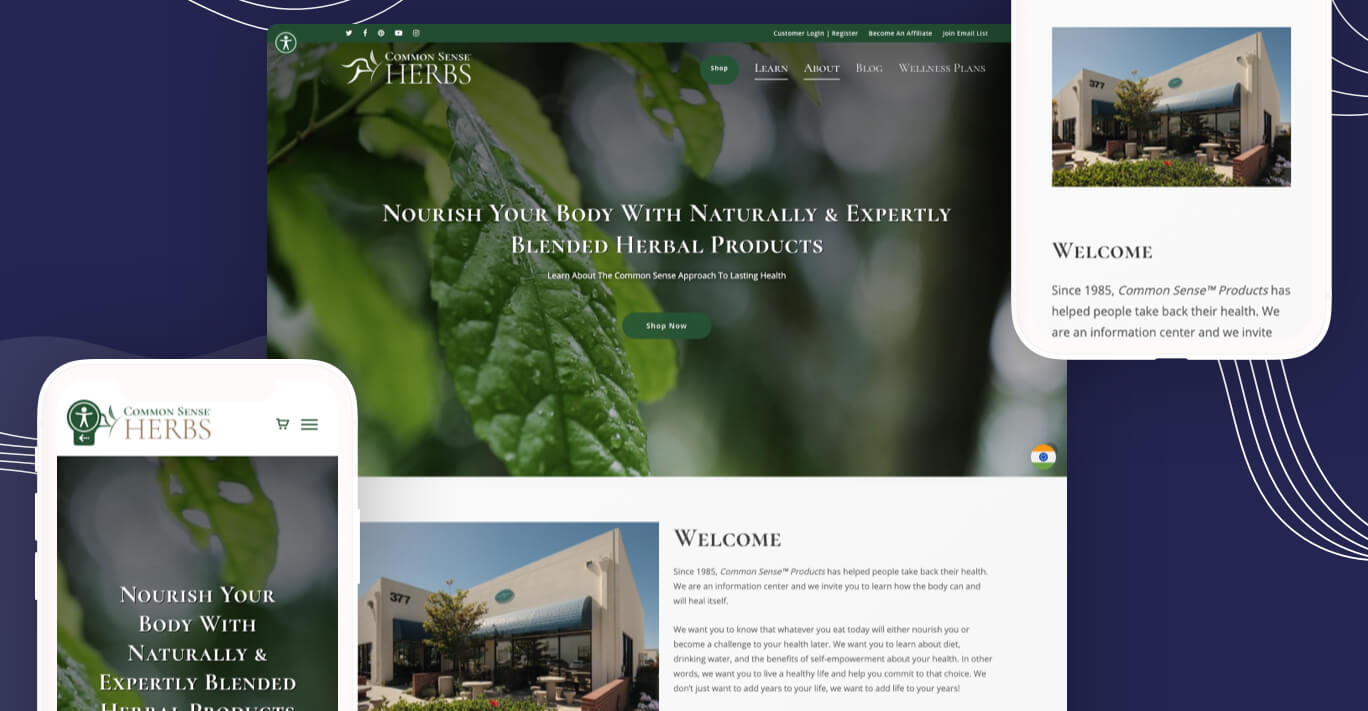 Customer Login | Register
Become An Affiliate
Join Email List
COMMON SENSE
HERBS
Shop
LEARN
ABOUT
BLOG
WELLNESS PLANS
NOURISH YOUR BODY WITH NATURALLY & EXPERTLY
BLENDED HERBAL PRODUCTS
Learn About The Common Sense Approach To Lasting Health
Shop Now
377
WELCOME
Since 1985, Common Sense™ Products has
helped people take back their health. We
are an information center and we invite
COMMON SENSE
HERBS
NOURISH YOUR
BODY WITH
NATURALLY &
EXPERTLY BLENDED
HERBAL PRODUCTS
377
WELCOME
Since 1985, Common Sense™ Products has helped people take back their health.
We are an information center and we invite you to learn how the body can and
will heal itself.
We want you to know that whatever you eat today will either nourish you or
become a challenge to your health later. We want you to learn about diet,
drinking water, and the benefits of self-empowerment about your health. In other
words, we want you to live a healthy life and help you commit to that choice. We
don't just want to add years to your life, we want to add life to your years!